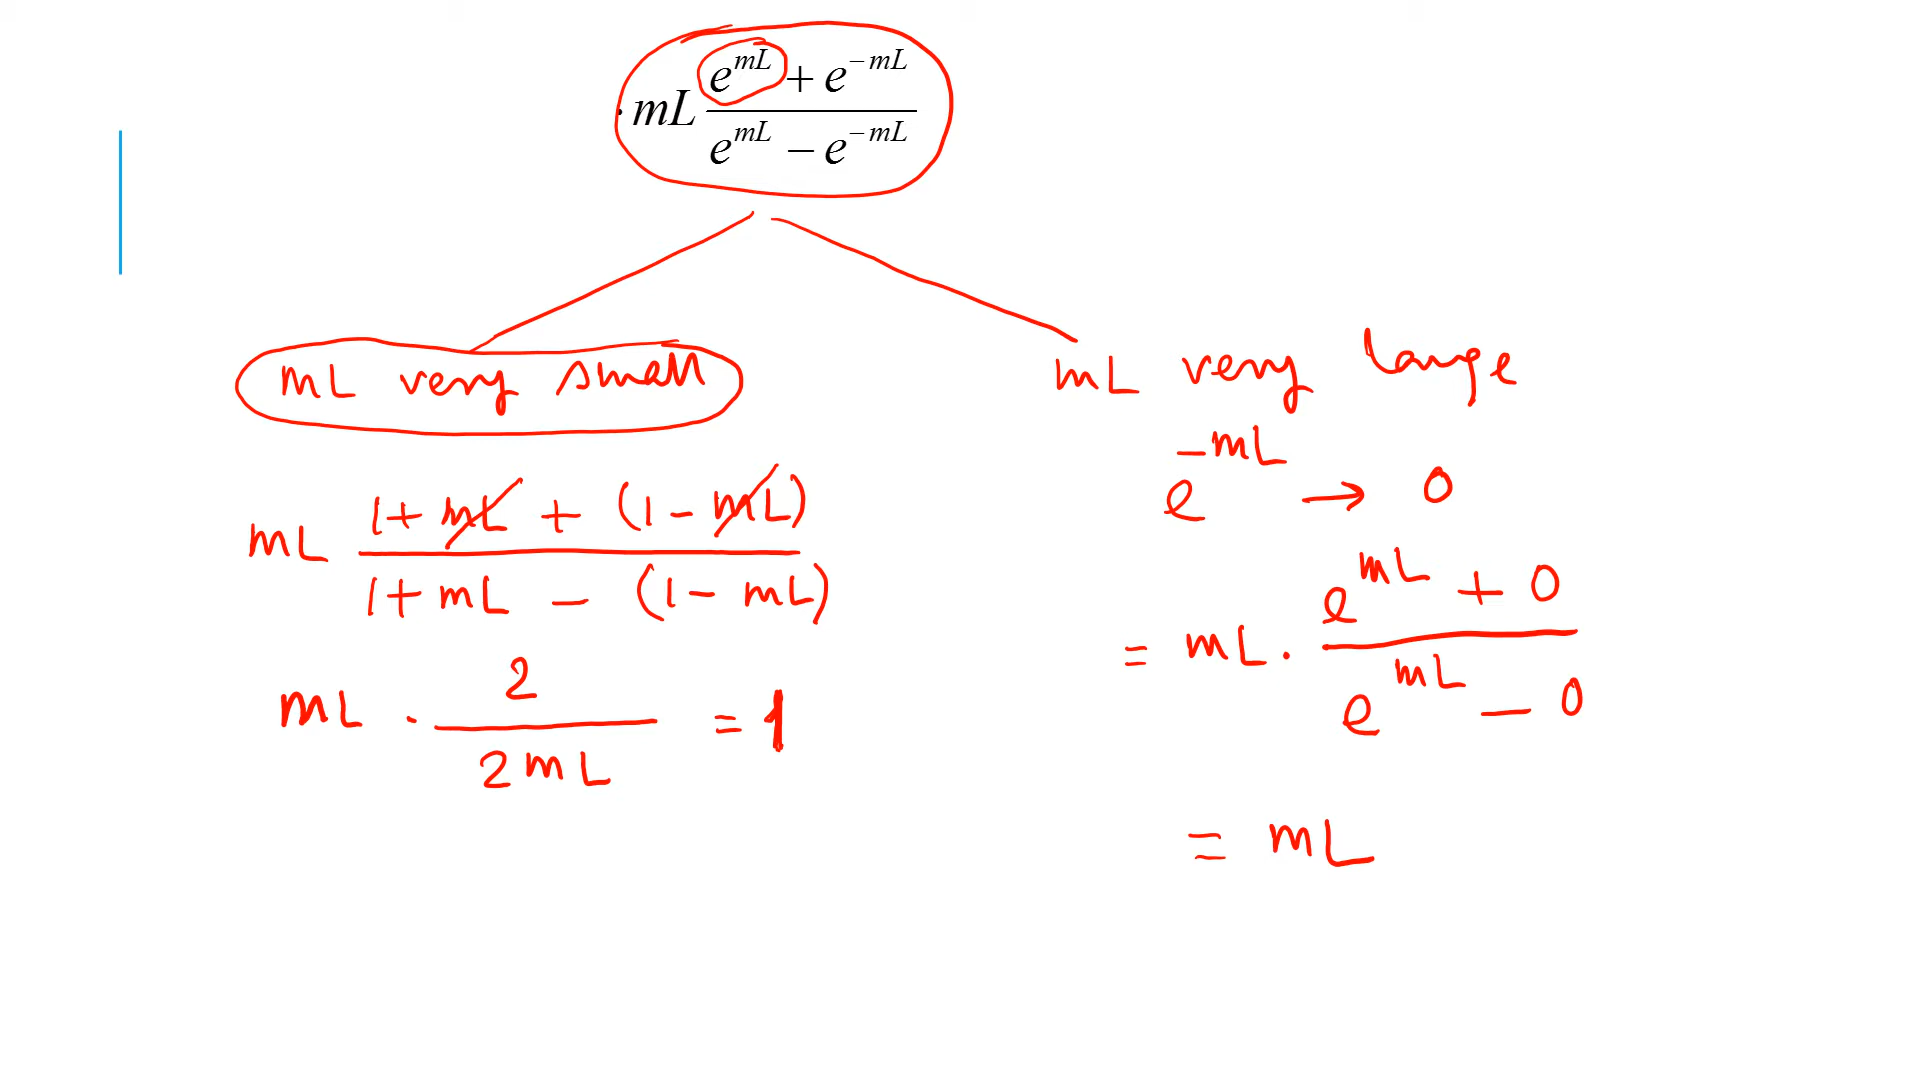 · mL (e^{mL} + e^{-mL}) / (e^{mL} - e^{-mL})
mL very small
mL (1 + mL + (1 - mL)) / (1 + mL - (1 - mL))
mL · 2 / (2mL) = 1
mL very large
e^{-mL} → 0
= mL · (e^{mL} + 0) / (e^{mL} - 0)
= mL